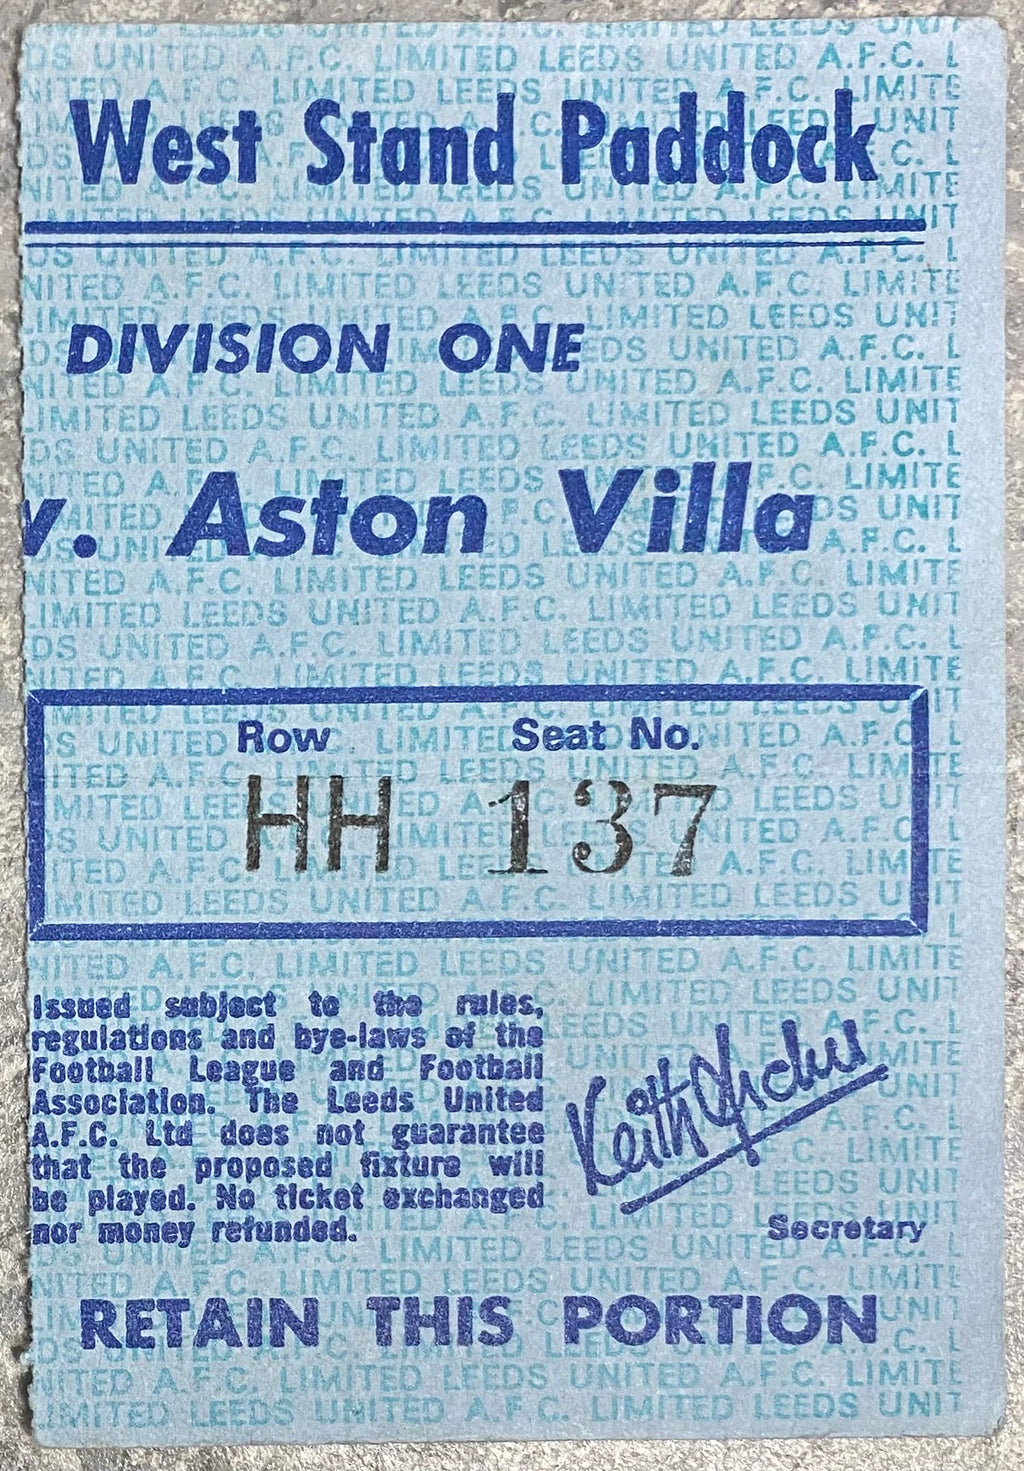 West Stand Paddock
DIVISION ONE
v. Aston Villa
Row Seat No.
HH 137
Issued subject to the rules,
regulations and bye-laws of the
Football League and Football
Association. The Leeds United
A.F.C. Ltd does not guarantee
that the proposed fixture will
be played. No ticket exchanged
nor money refunded.
Keith Archer
Secretary
RETAIN THIS PORTION